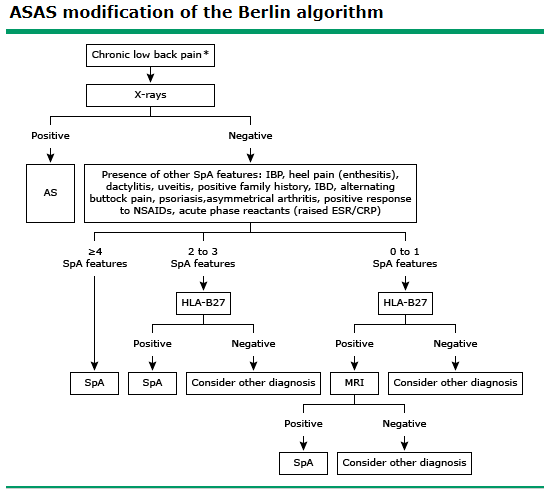 ASAS modification of the Berlin algorithm
Chronic low back pain*
X-rays
Positive
Negative
AS
Presence of other SpA features: IBP, heel pain (enthesitis),
dactylitis, uveitis, positive family history, IBD, alternating
buttock pain, psoriasis,asymmetrical arthritis, positive response
to NSAIDs, acute phase reactants (raised ESR/CRP)
≥4
SpA features
2 to 3
SpA features
0 to 1
SpA features
HLA-B27
HLA-B27
Positive
Negative
Positive
Negative
SpA
SpA
Consider other diagnosis
MRI
Consider other diagnosis
Positive
Negative
SpA
Consider other diagnosis